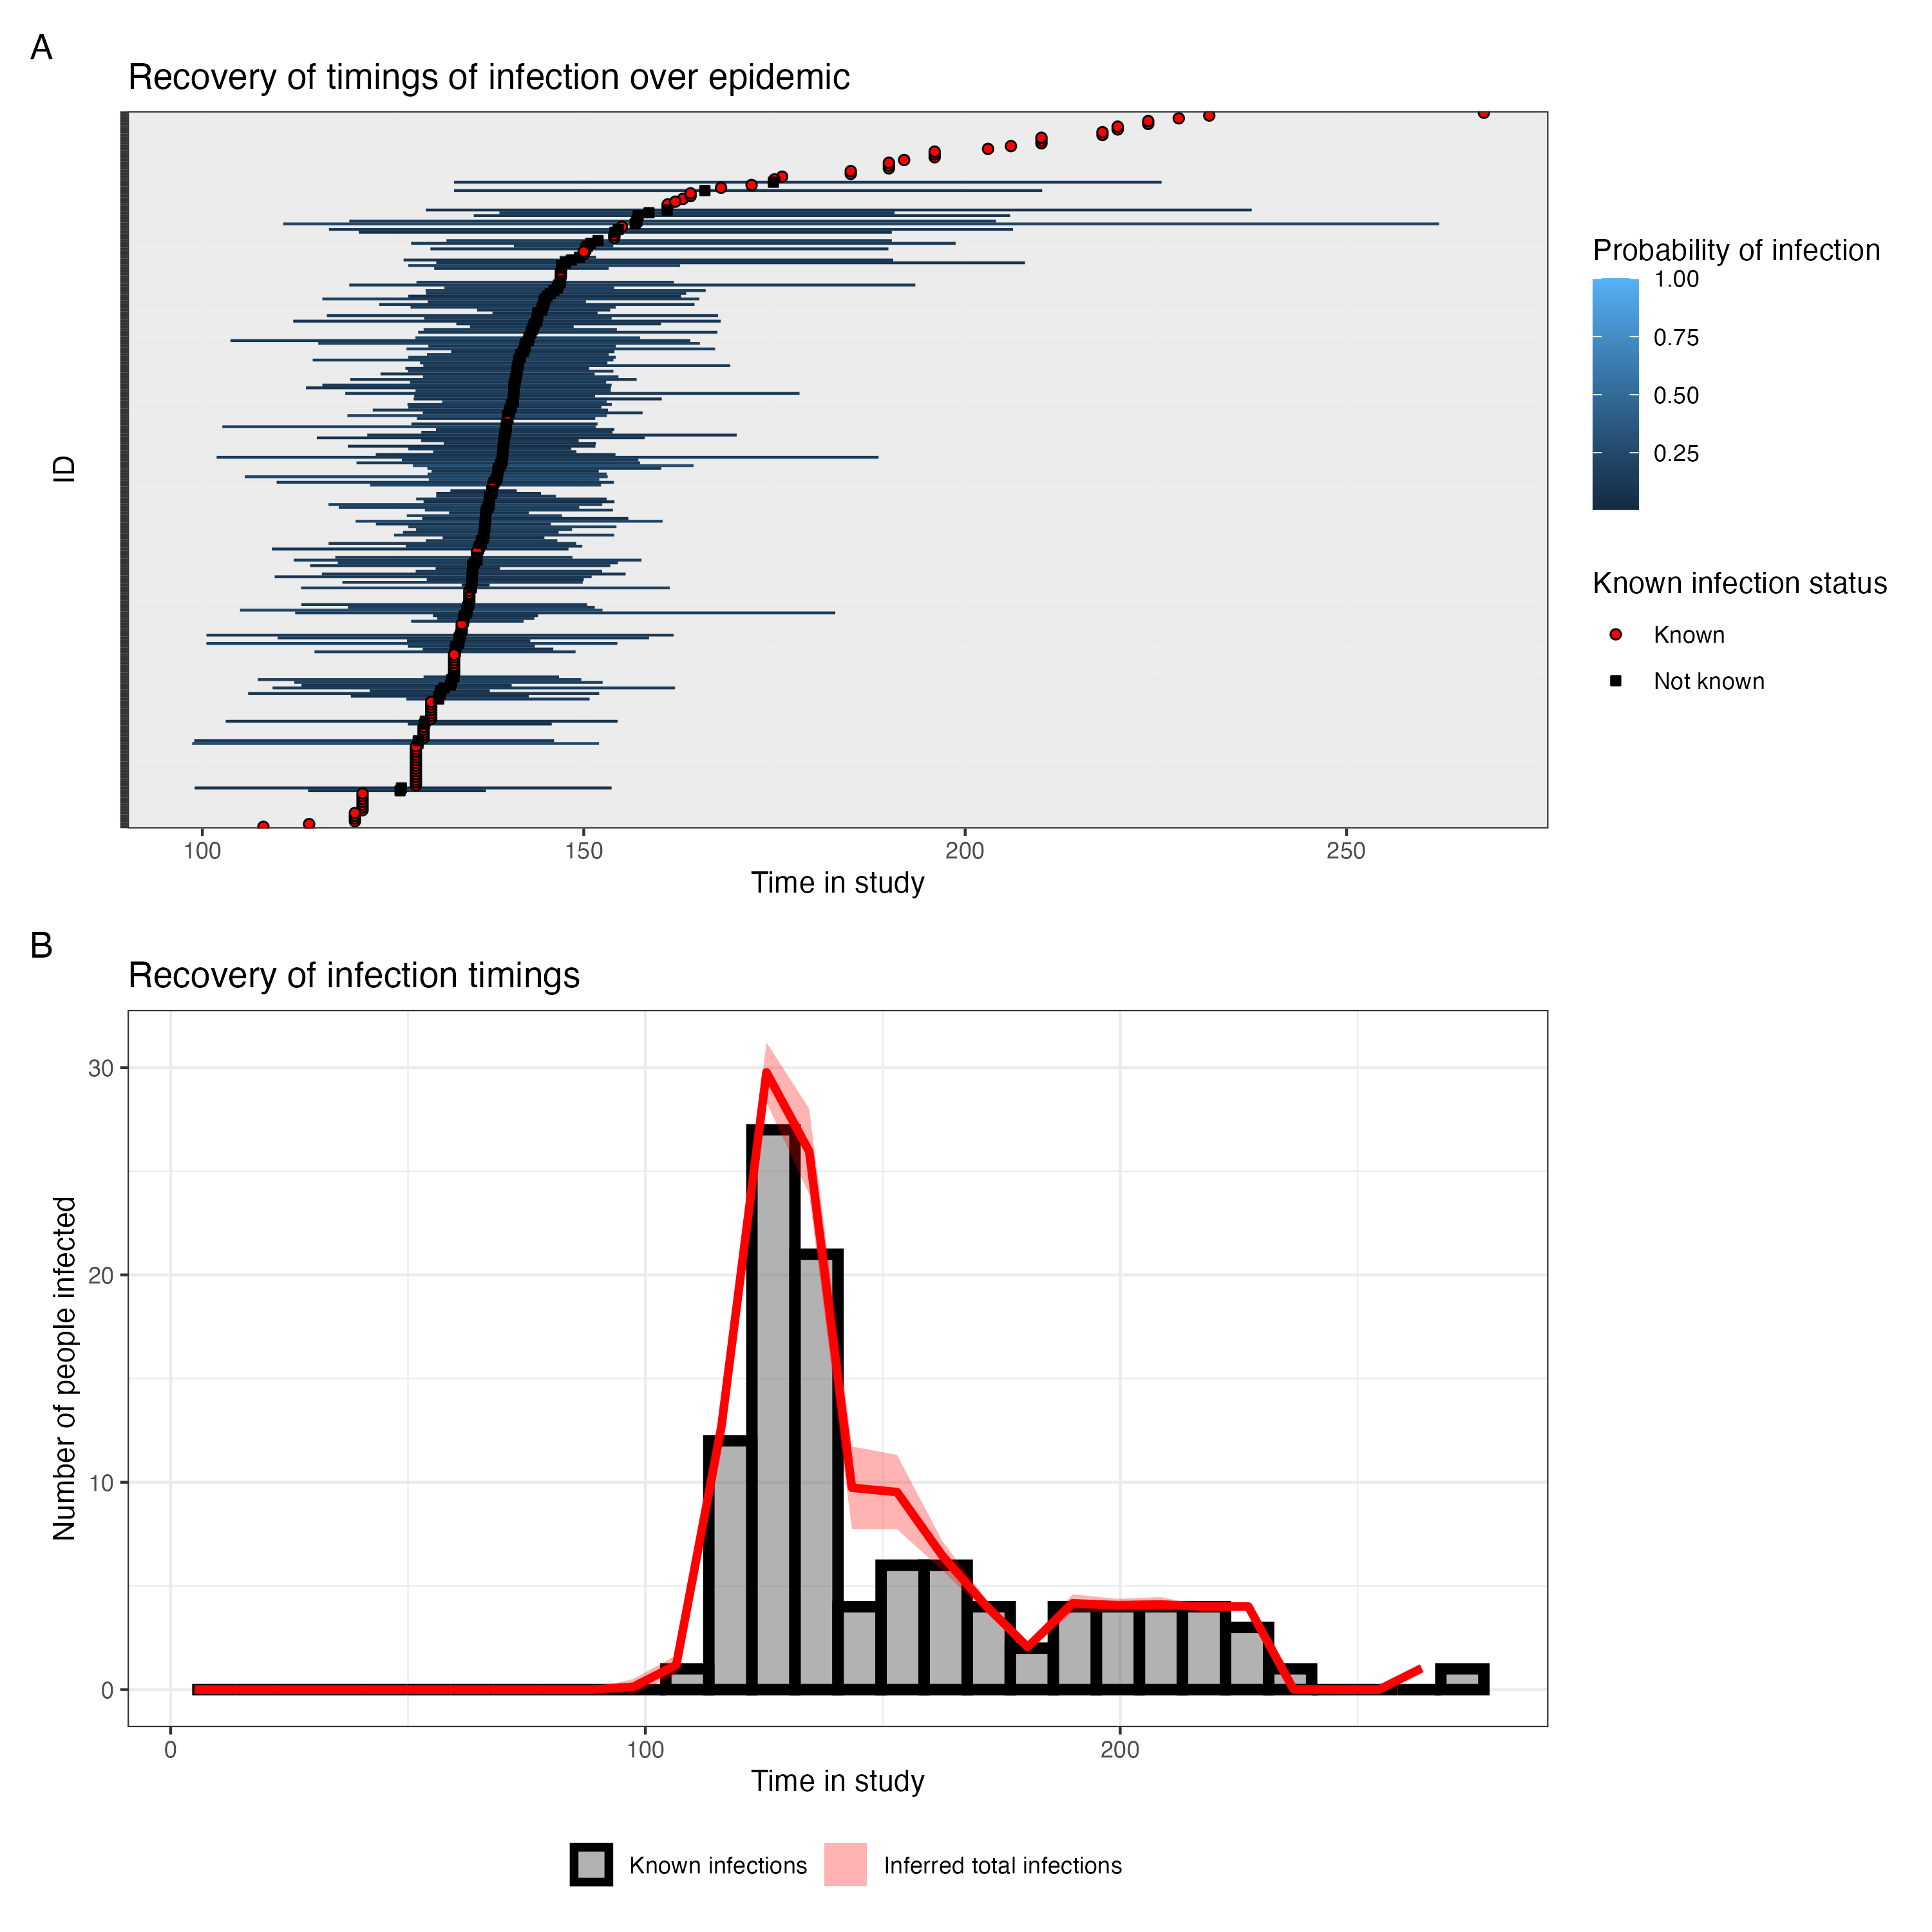 A
Recovery of timings of infection over epidemic
ID
100 150 200 250
Time in study
Probability of infection
1.00
0.75
0.50
0.25
Known infection status
Known
Not known
B
Recovery of infection timings
Number of people infected
30
20
10
0
0 100 200
Time in study
Known infections Inferred total infections